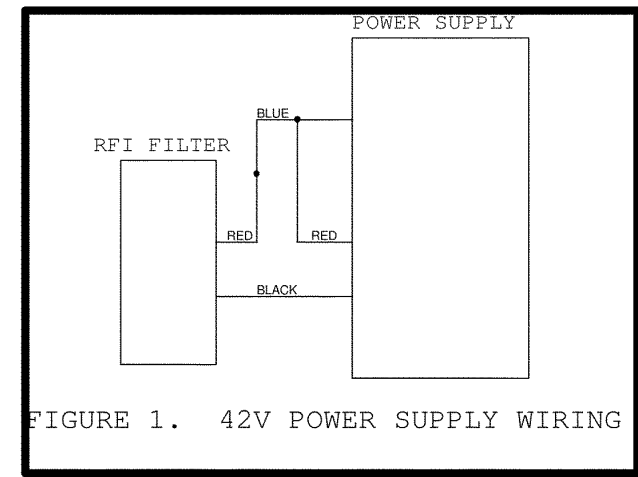 POWER SUPPLY
BLUE
RFI FILTER
RED RED
BLACK
FIGURE 1. 42V POWER SUPPLY WIRING